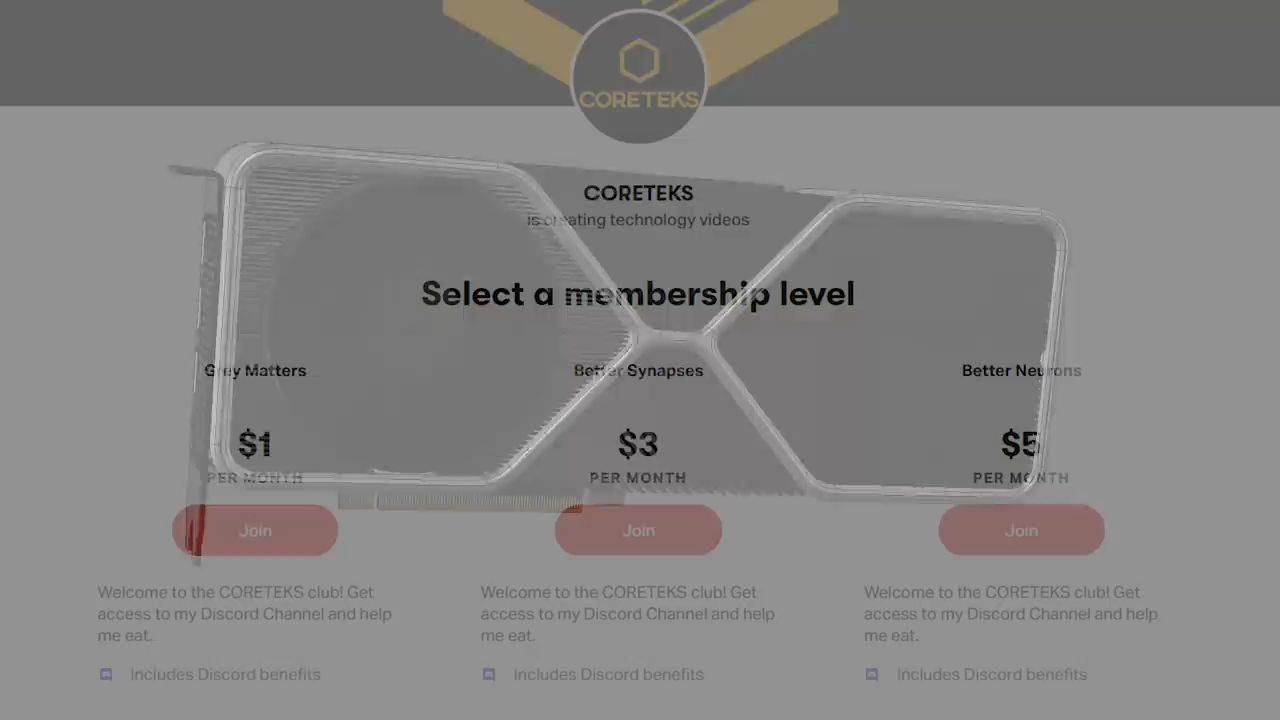 CORETEKS
CORETEKS
is creating technology videos
Select a membership level
Grey Matters
$1
PER MONTH
Join
Welcome to the CORETEKS club! Get
access to my Discord Channel and help
me eat.
Includes Discord benefits
Better Synapses
$3
PER MONTH
Join
Welcome to the CORETEKS club! Get
access to my Discord Channel and help
me eat.
Includes Discord benefits
Better Neurons
$5
PER MONTH
Join
Welcome to the CORETEKS club! Get
access to my Discord Channel and help
me eat.
Includes Discord benefits